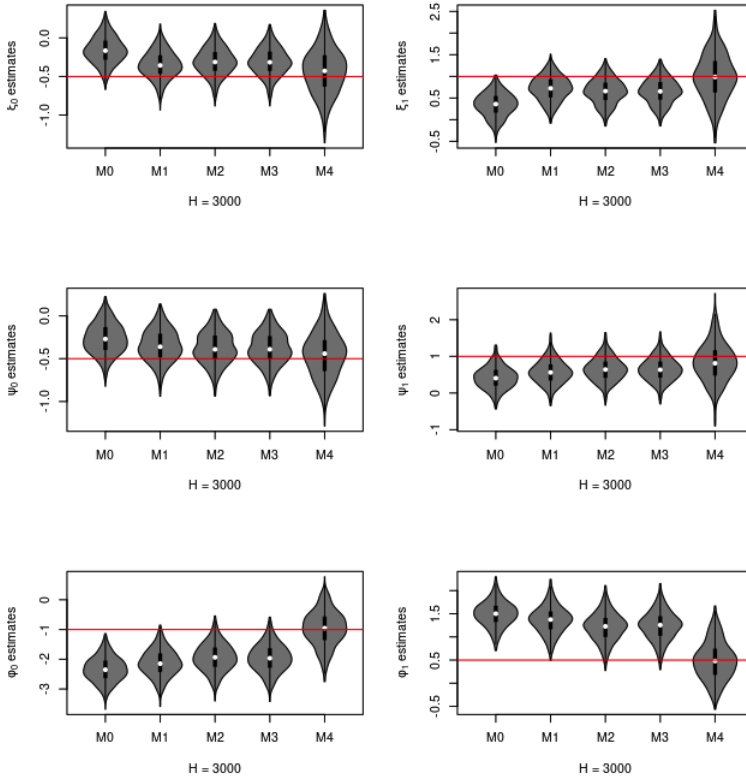 ξ0 estimates
0.0
-0.5
-1.0
M0 M1 M2 M3 M4
H = 3000
ξ1 estimates
2.5
1.5
0.5
-0.5
M0 M1 M2 M3 M4
H = 3000
ψ0 estimates
0.0
-0.5
-1.0
M0 M1 M2 M3 M4
H = 3000
ψ1 estimates
2
1
0
-1
M0 M1 M2 M3 M4
H = 3000
φ0 estimates
0
-1
-2
-3
M0 M1 M2 M3 M4
H = 3000
φ1 estimates
1.5
0.5
-0.5
M0 M1 M2 M3 M4
H = 3000